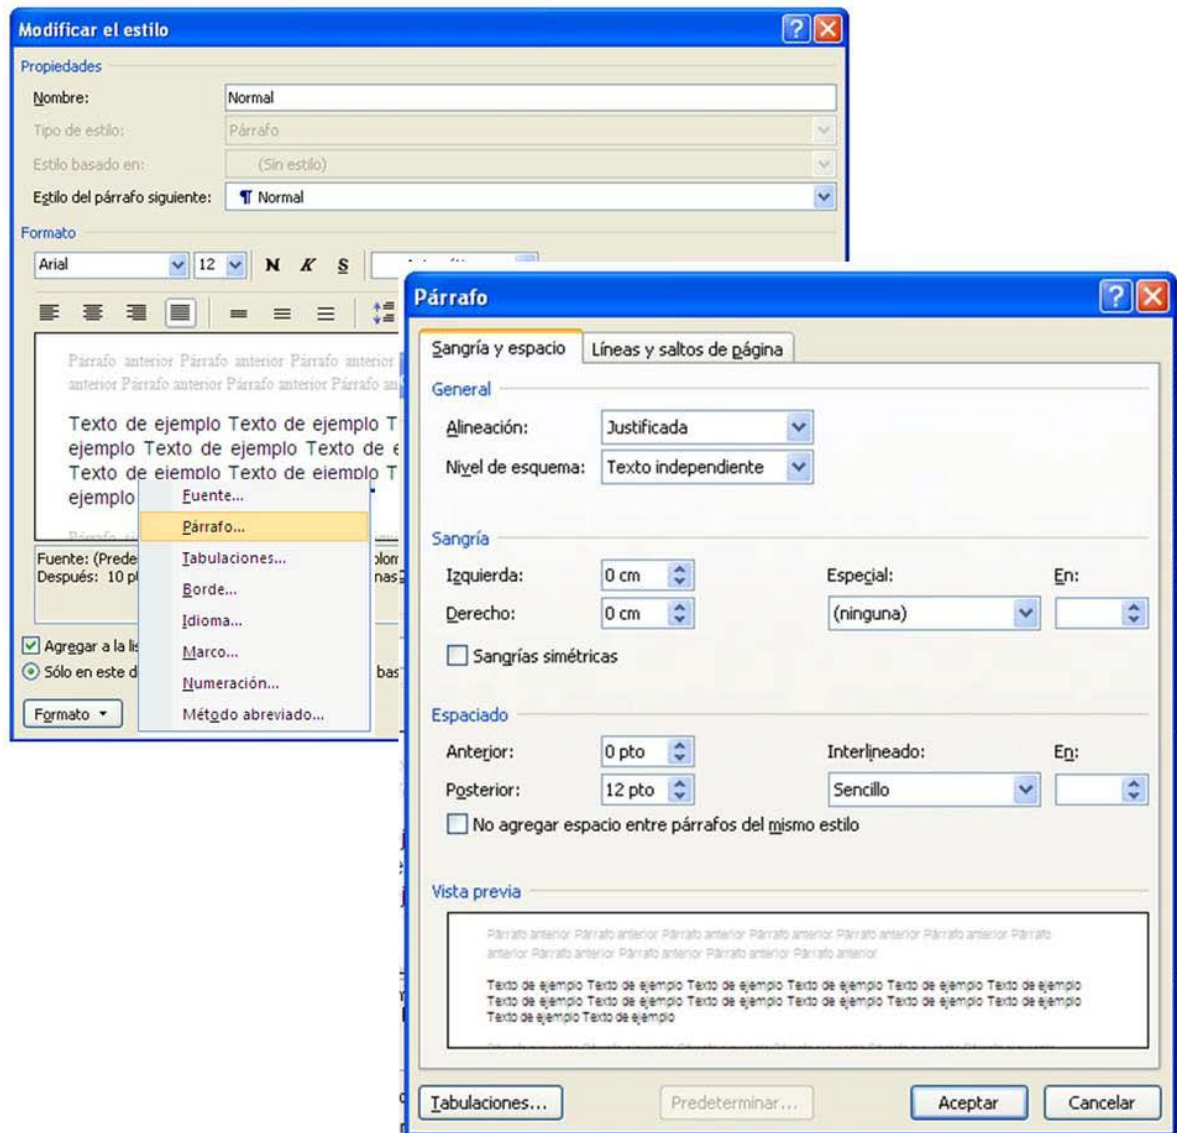 Modificar el estilo
Propiedades
Nombre: Normal
Tipo de estilo: Párrafo
Estilo basado en: (Sin estilo)
Estilo del párrafo siguiente: ¶ Normal
Formato
Arial 12 N K S
Párrafo anterior Párrafo anterior Párrafo anterior
anterior Párrafo anterior Párrafo anterior Párrafo
Texto de ejemplo Texto de ejemplo T
ejemplo Texto de ejemplo Texto de e
Texto de ejemplo Texto de ejemplo T
ejemplo
Fuente: (Prede
Después: 10
Agregar a la
Sólo en este d
Formato
Fuente...
Párrafo...
Tabulaciones...
Borde...
Idioma...
Marco...
Numeración...
Método abreviado...
Párrafo
Sangría y espacio Líneas y saltos de página
General
Alineación: Justificada
Nivel de esquema: Texto independiente
Sangría
Izquierda: 0 cm Especial: En:
Derecho: 0 cm (ninguna)
Sangrías simétricas
Espaciado
Anterior: 0 pto Interlineado: En:
Posterior: 12 pto Sencillo
No agregar espacio entre párrafos del mismo estilo
Vista previa
Párrafo anterior Párrafo anterior Párrafo anterior Párrafo anterior Párrafo anterior Párrafo anterior Párrafo
anterior Párrafo anterior Párrafo anterior Párrafo anterior Párrafo anterior
Texto de ejemplo Texto de ejemplo Texto de ejemplo Texto de ejemplo Texto de ejemplo Texto de ejemplo
Texto de ejemplo Texto de ejemplo Texto de ejemplo Texto de ejemplo Texto de ejemplo Texto de ejemplo
Texto de ejemplo Texto de ejemplo
Tabulaciones... Predeterminar... Aceptar Cancelar